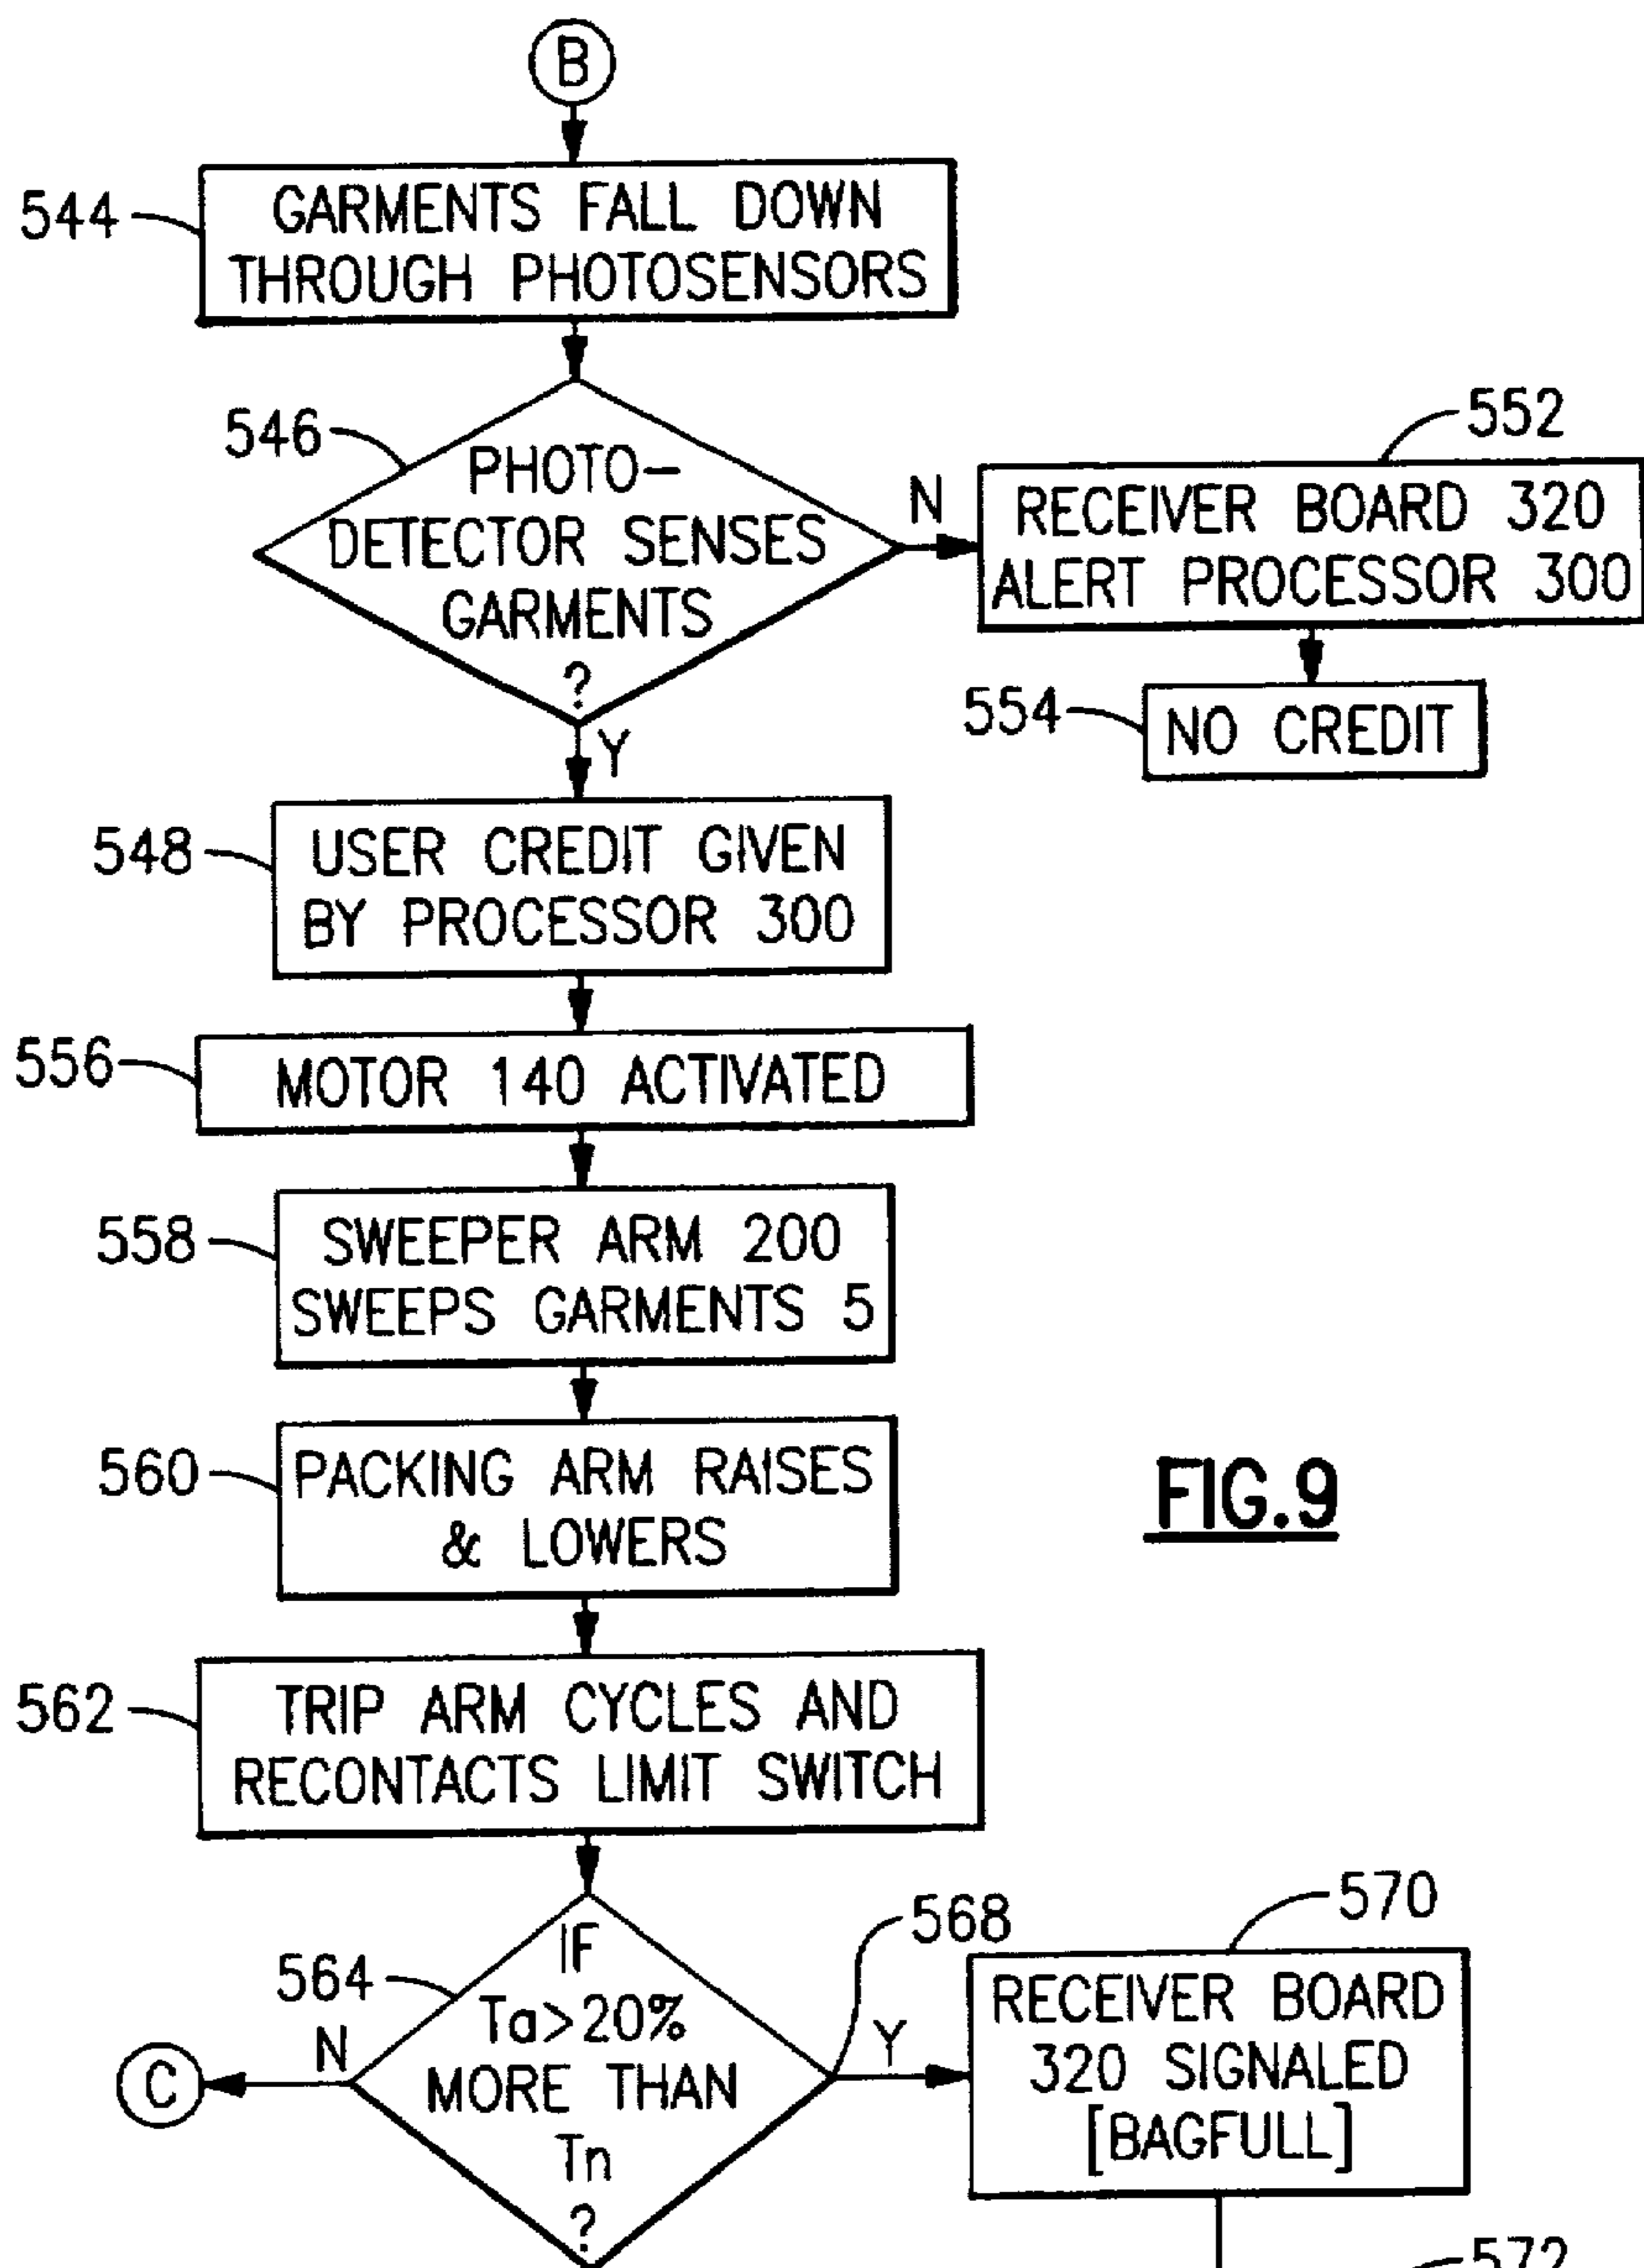 B
544
GARMENTS FALL DOWN
THROUGH PHOTOSENSORS
546
PHOTO-
DETECTOR SENSES
GARMENTS
?
N
552
RECEIVER BOARD 320
ALERT PROCESSOR 300
554
NO CREDIT
Y
548
USER CREDIT GIVEN
BY PROCESSOR 300
556
MOTOR 140 ACTIVATED
558
SWEEPER ARM 200
SWEEPS GARMENTS 5
560
PACKING ARM RAISES
& LOWERS
FIG.9
562
TRIP ARM CYCLES AND
RECONTACTS LIMIT SWITCH
564
IF
Ta>20%
MORE THAN
Tn
?
N
C
568
Y
570
RECEIVER BOARD
320 SIGNALED
[BAGFULL]
572